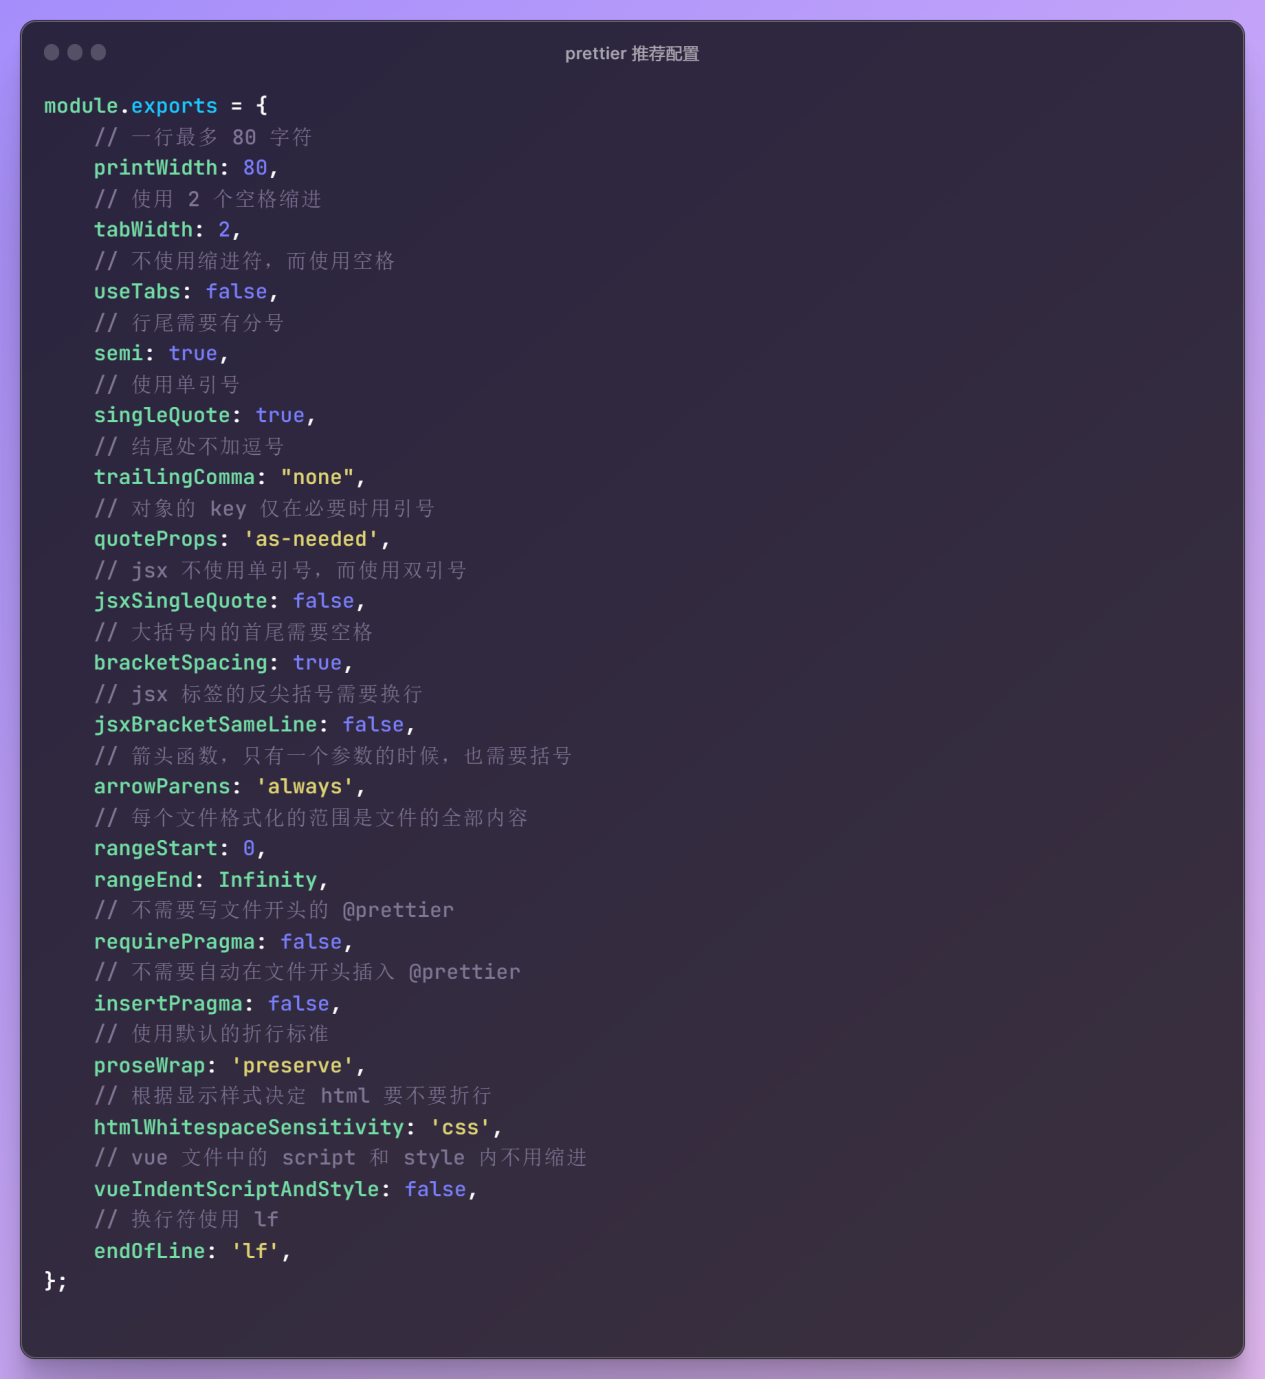 prettier 推荐配置
module.exports = {
    // 一行最多 80 字符
    printWidth: 80,
    // 使用 2 个空格缩进
    tabWidth: 2,
    // 不使用缩进符，而使用空格
    useTabs: false,
    // 行尾需要有分号
    semi: true,
    // 使用单引号
    singleQuote: true,
    // 结尾处不加逗号
    trailingComma: "none",
    // 对象的 key 仅在必要时用引号
    quoteProps: 'as-needed',
    // jsx 不使用单引号，而使用双引号
    jsxSingleQuote: false,
    // 大括号内的首尾需要空格
    bracketSpacing: true,
    // jsx 标签的反尖括号需要换行
    jsxBracketSameLine: false,
    // 箭头函数，只有一个参数的时候，也需要括号
    arrowParens: 'always',
    // 每个文件格式化的范围是文件的全部内容
    rangeStart: 0,
    rangeEnd: Infinity,
    // 不需要写文件开头的 @prettier
    requirePragma: false,
    // 不需要自动在文件开头插入 @prettier
    insertPragma: false,
    // 使用默认的折行标准
    proseWrap: 'preserve',
    // 根据显示样式决定 html 要不要折行
    htmlWhitespaceSensitivity: 'css',
    // vue 文件中的 script 和 style 内不用缩进
    vueIndentScriptAndStyle: false,
    // 换行符使用 lf
    endOfLine: 'lf',
};